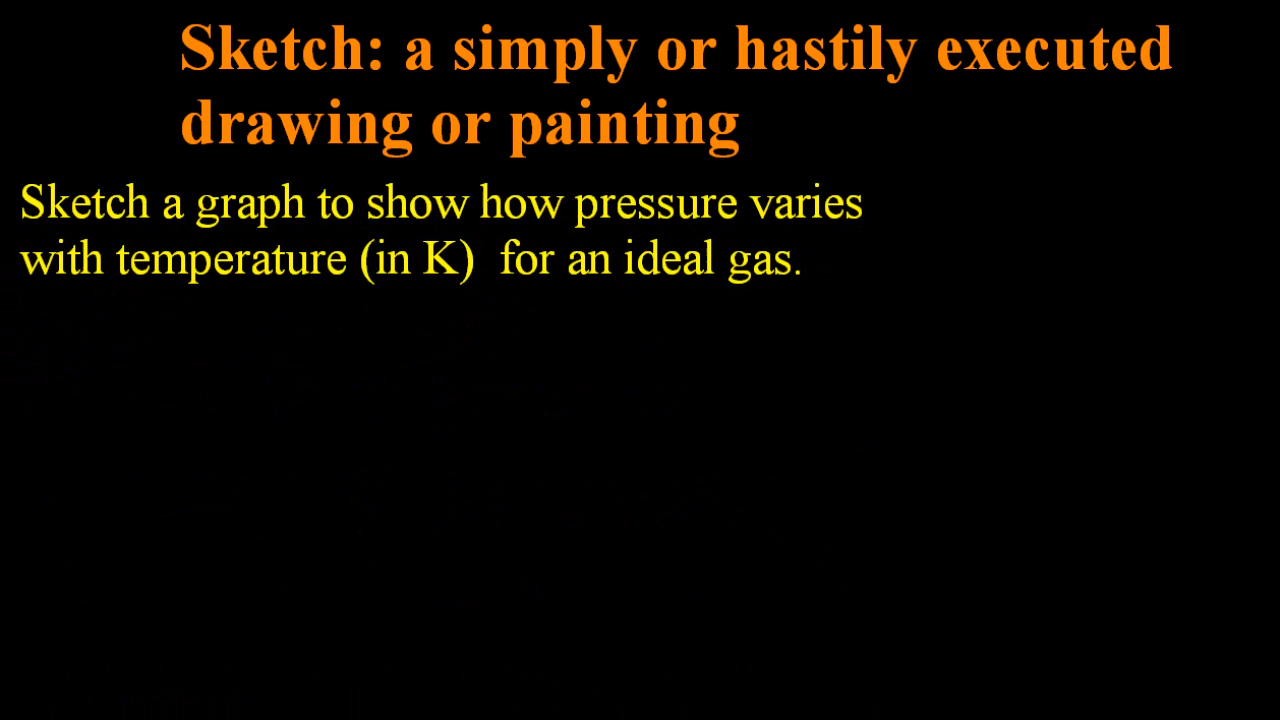 Sketch: a simply or hastily executed
drawing or painting
Sketch a graph to show how pressure varies
with temperature (in K)  for an ideal gas.